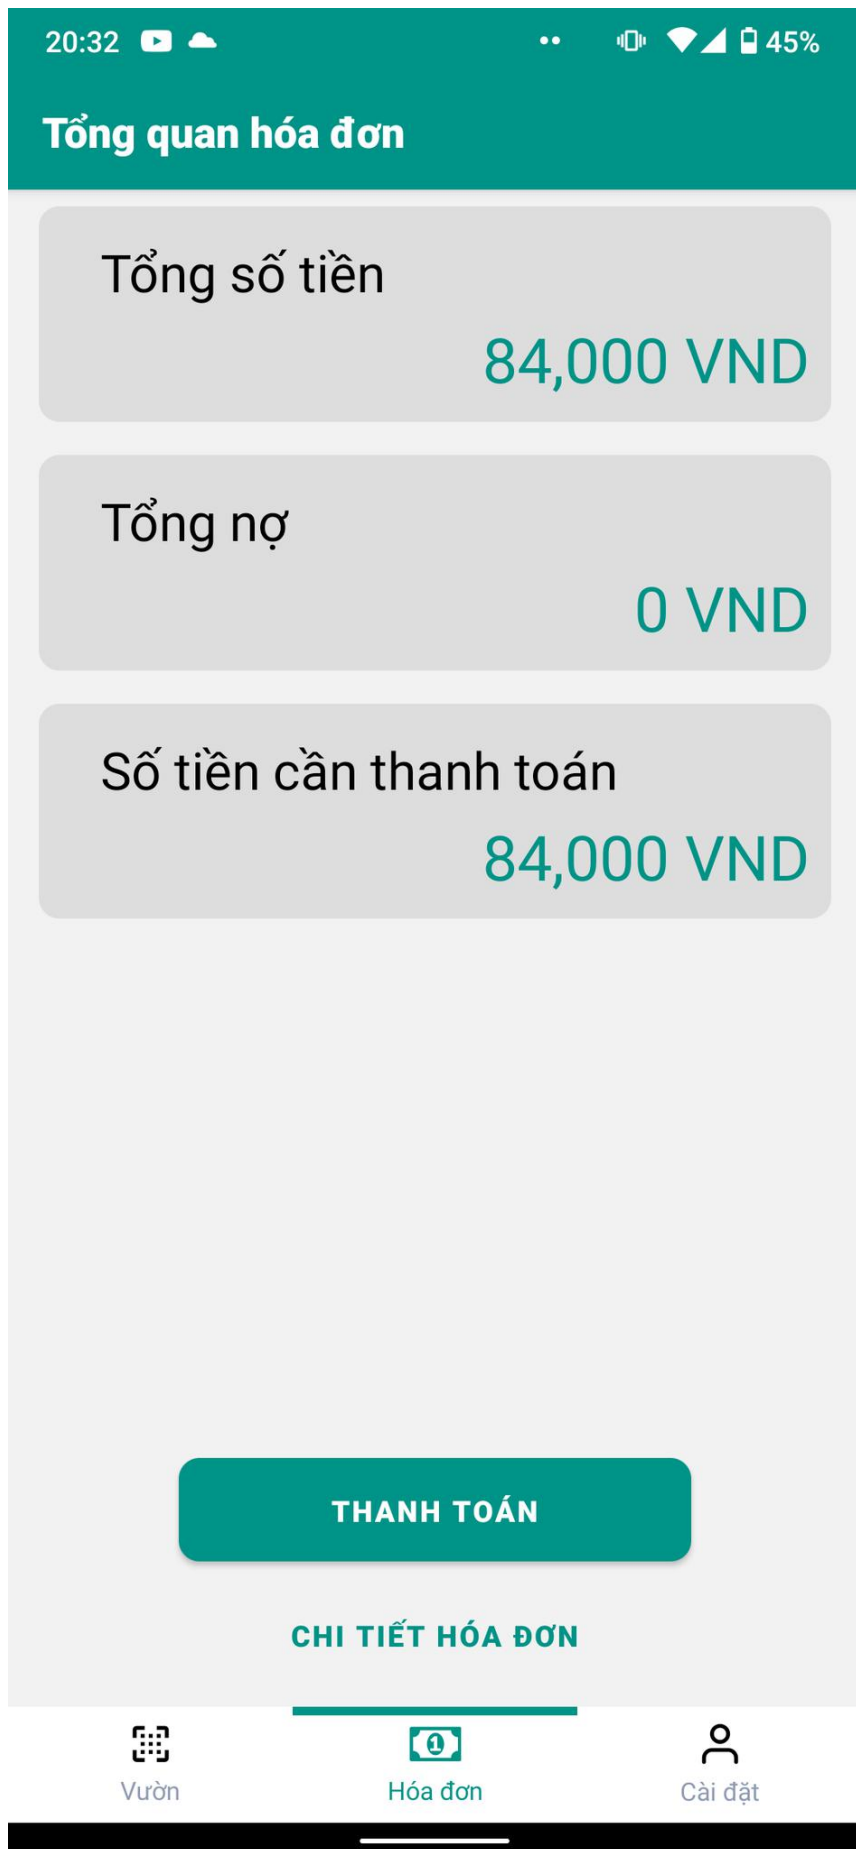 20:32
45%
Tổng quan hóa đơn
Tổng số tiền
84,000 VND
Tổng nợ
0 VND
Số tiền cần thanh toán
84,000 VND
THANH TOÁN
CHI TIẾT HÓA ĐƠN
1
Vườn
Hóa đơn
Cài đặt